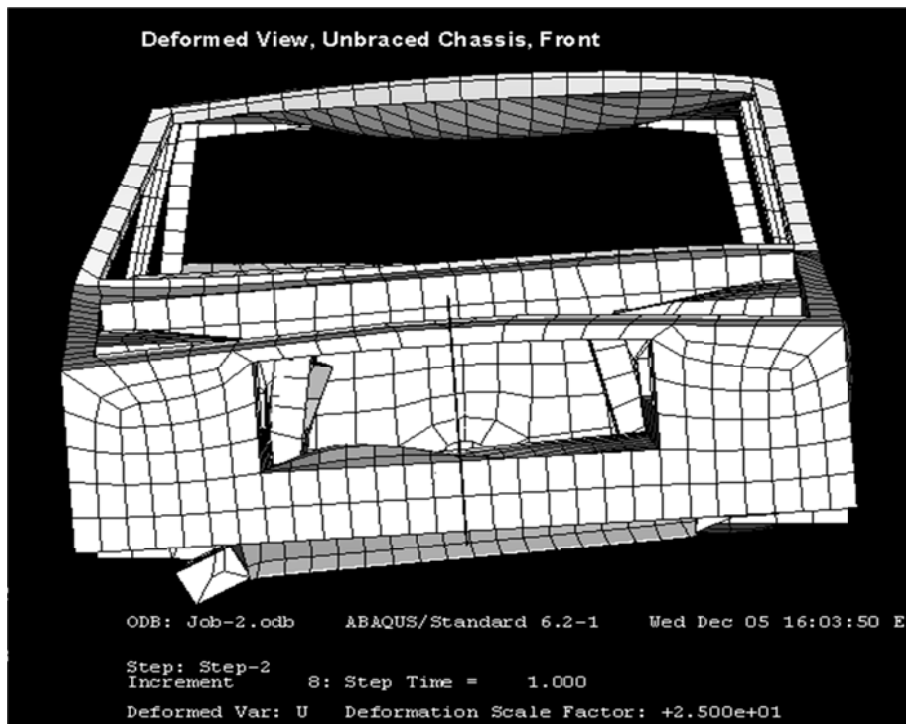 Deformed View, Unbraced Chassis, Front
ODB: Job-2.odb ABAQUS/Standard 6.2-1 Wed Dec 05 16:03:50 E
Step: Step-2
Increment 8: Step Time = 1.000
Deformed Var: U Deformation Scale Factor: +2.500e+01